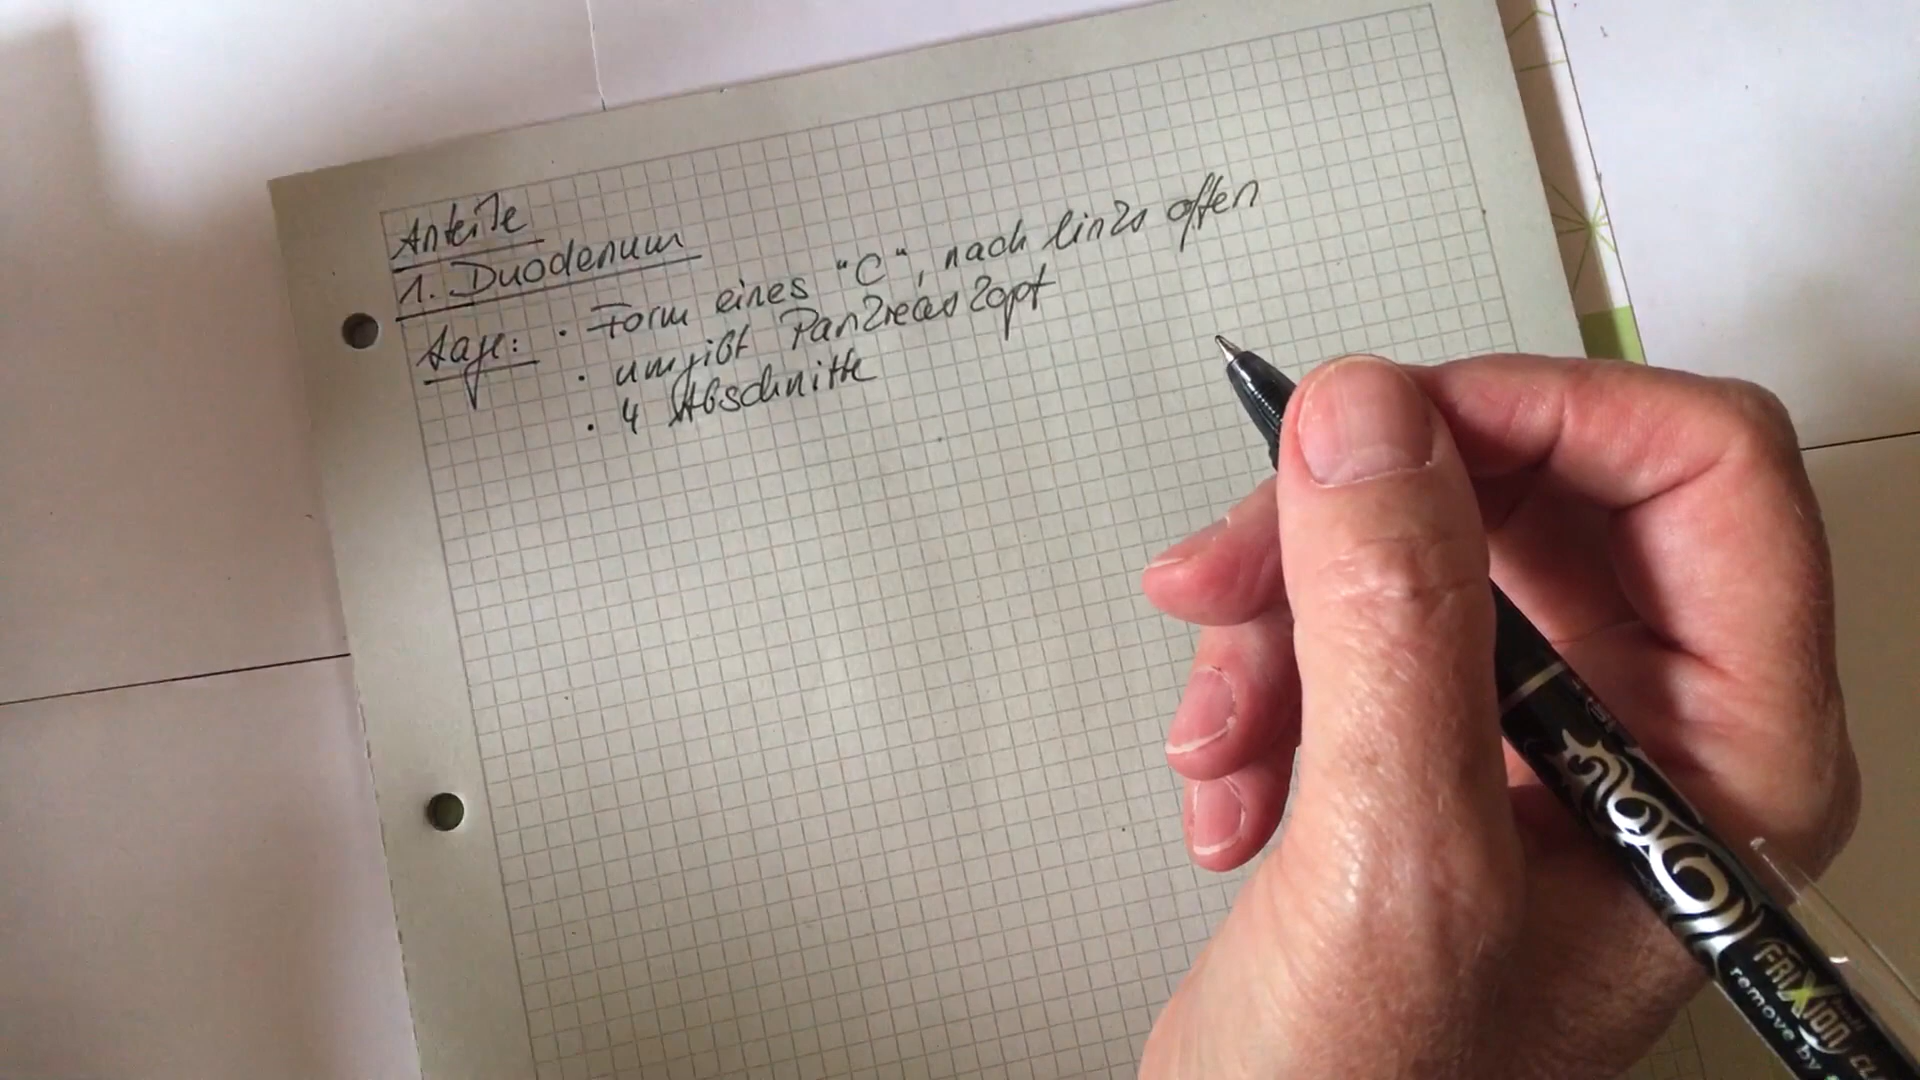 Anteile
1. Duodenum
Lage: · Form eines "C", nach links offen
· umgibt Pankreaskopf
· 4 Abschnitte
FRIXION
remove by